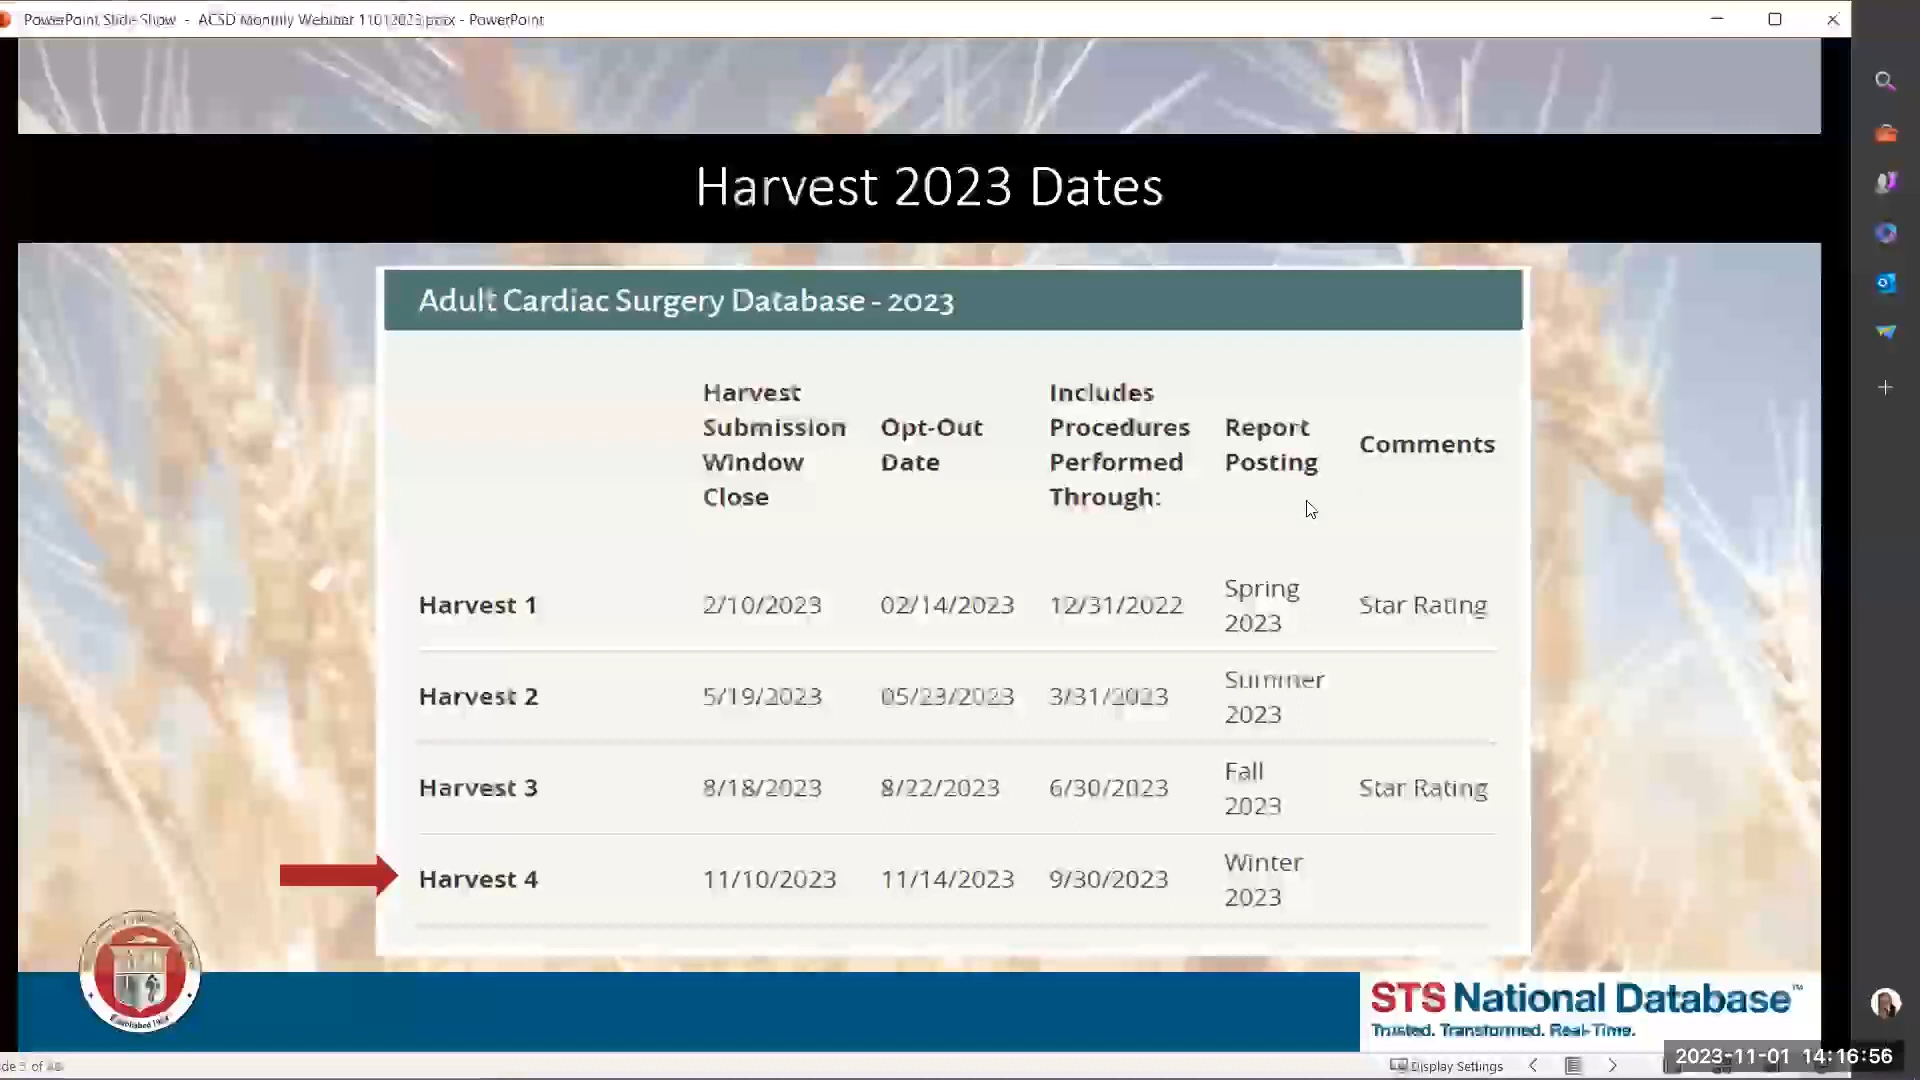 PowerPoint Slide Show - ACSD Monthly Webinar 11012023.pptx - PowerPoint
Harvest 2023 Dates
Adult Cardiac Surgery Database - 2023
Harvest Submission Window Close
Opt-Out Date
Includes Procedures Performed Through:
Report Posting
Comments
Harvest 1 2/10/2023 02/14/2023 12/31/2022 Spring 2023 Star Rating
Harvest 2 5/19/2023 05/23/2023 3/31/2023 Summer 2023
Harvest 3 8/18/2023 8/22/2023 6/30/2023 Fall 2023 Star Rating
Harvest 4 11/10/2023 11/14/2023 9/30/2023 Winter 2023
STS National Database™
Trusted. Transformed. Real-Time.
Display Settings
2023-11-01 14:16:56